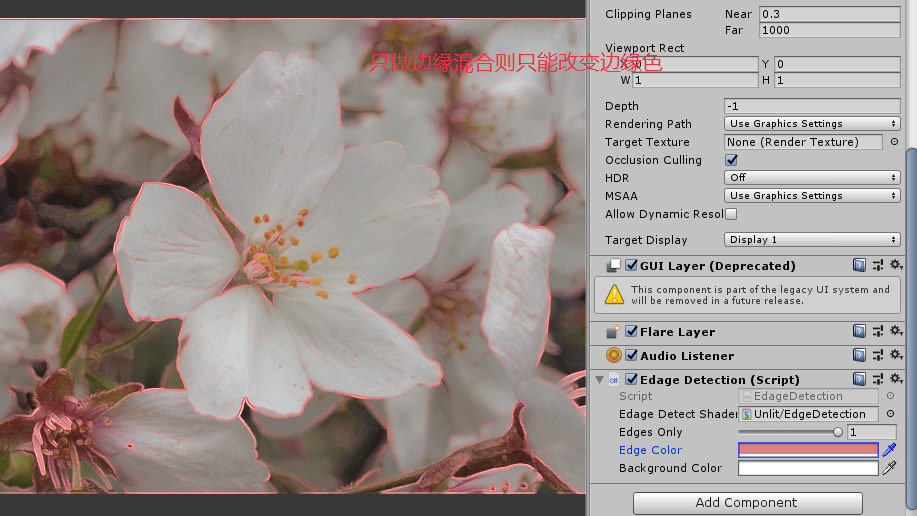 只做边缘混合则只能改变边缘色
Clipping Planes Near 0.3
Far 1000
Viewport Rect
X 0 Y 0
W 1 H 1
Depth -1
Rendering Path Use Graphics Settings
Target Texture None (Render Texture)
Occlusion Culling
HDR Off
MSAA Use Graphics Settings
Allow Dynamic Resol
Target Display Display 1
GUI Layer (Deprecated)
This component is part of the legacy UI system and
will be removed in a future release.
Flare Layer
Audio Listener
Edage Detection (Script)
Script EdageDetection
Edage Detect Shader Unlit/EdgeDetection
Edges Only 1
Edge Color
Background Color
Add Component